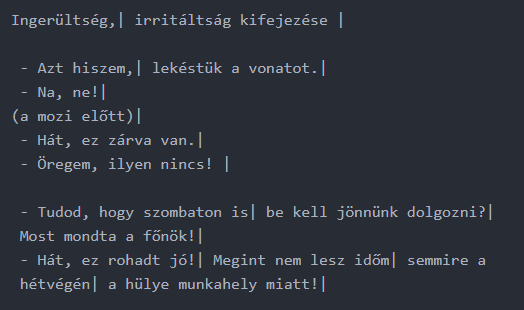 Ingerültség,| irritáltság kifejezése |
- Azt hiszem,| lekéstük a vonatot.|
- Na, ne!|
(a mozi előtt)|
- Hát, ez zárva van.|
- Öregem, ilyen nincs! |
- Tudod, hogy szombaton is| be kell jönnünk dolgozni?|
Most mondta a főnök!|
- Hát, ez rohadt jó!| Megint nem lesz időm| semmire a
hétvégén| a hülye munkahely miatt!|